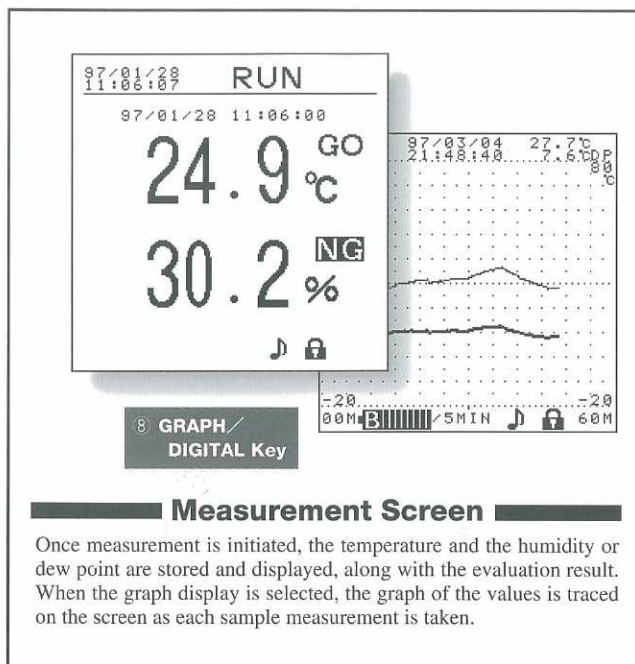 97/01/28
11:06:07
RUN
97/01/28 11:06:00
24.9 ℃ GO
30.2 % NG
97/03/04 27.7℃
21:48:40 7.6℃DP
80
℃
-20 -20
00M B /5MIN 60M
⑧ GRAPH/
DIGITAL Key
Measurement Screen
Once measurement is initiated, the temperature and the humidity or
dew point are stored and displayed, along with the evaluation result.
When the graph display is selected, the graph of the values is traced
on the screen as each sample measurement is taken.